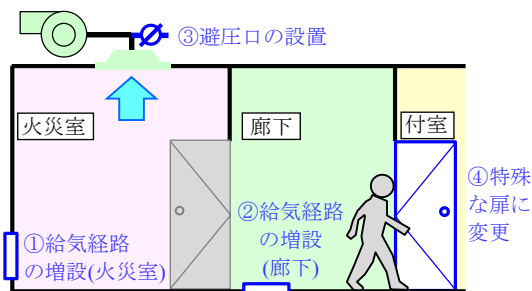 ③避圧口の設置
火災室
廊下
付室
①給気経路
の増設(火災室)
②給気経路
の増設
(廊下)
④特殊
な扉に
変更